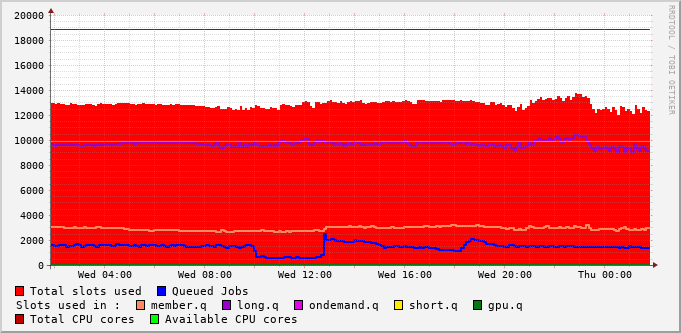 20000
18000
16000
14000
12000
10000
8000
6000
4000
2000
0
Wed 04:00 Wed 08:00 Wed 12:00 Wed 16:00 Wed 20:00 Thu 00:00
RRDTOOL / TOBI OETIKER
Total slots used Queued Jobs
Slots used in : member.q long.q ondemand.q short.q gpu.q
Total CPU cores Available CPU cores